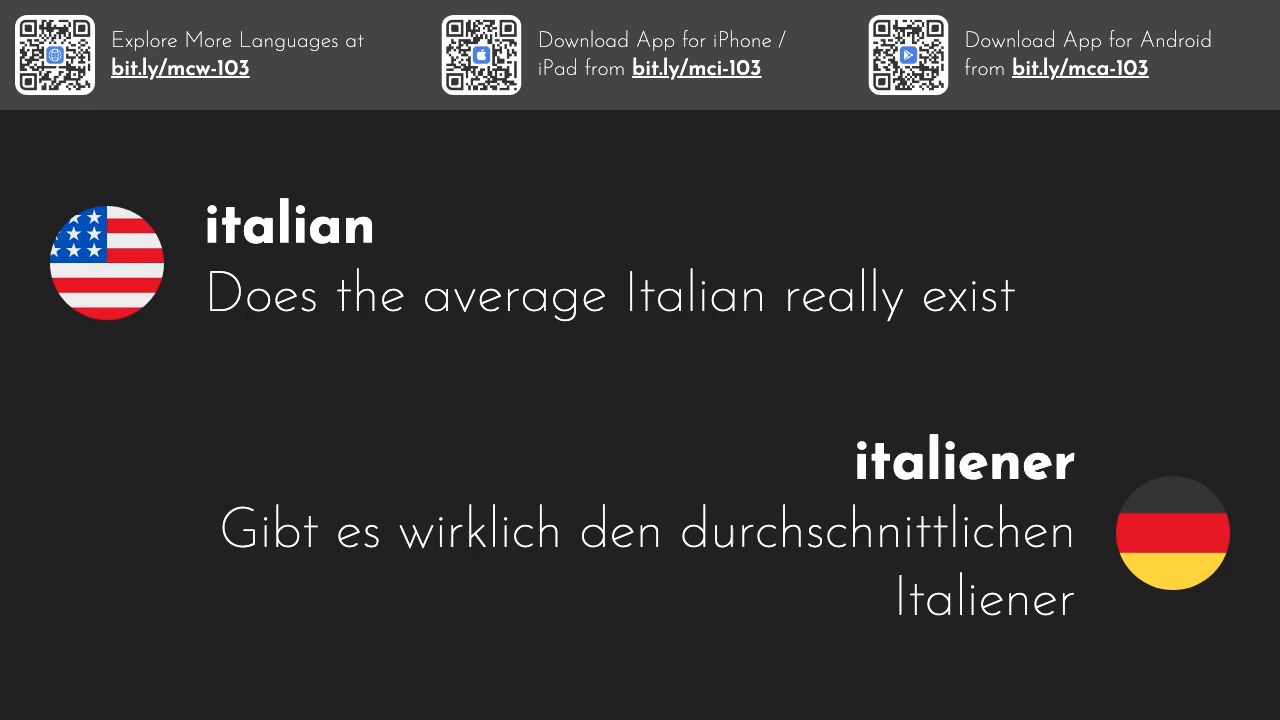 Explore More Languages at
bit.ly/mcw-103
Download App for iPhone /
iPad from bit.ly/mci-103
Download App for Android
from bit.ly/mca-103
italian
Does the average Italian really exist
italiener
Gibt es wirklich den durchschnittlichen
Italiener